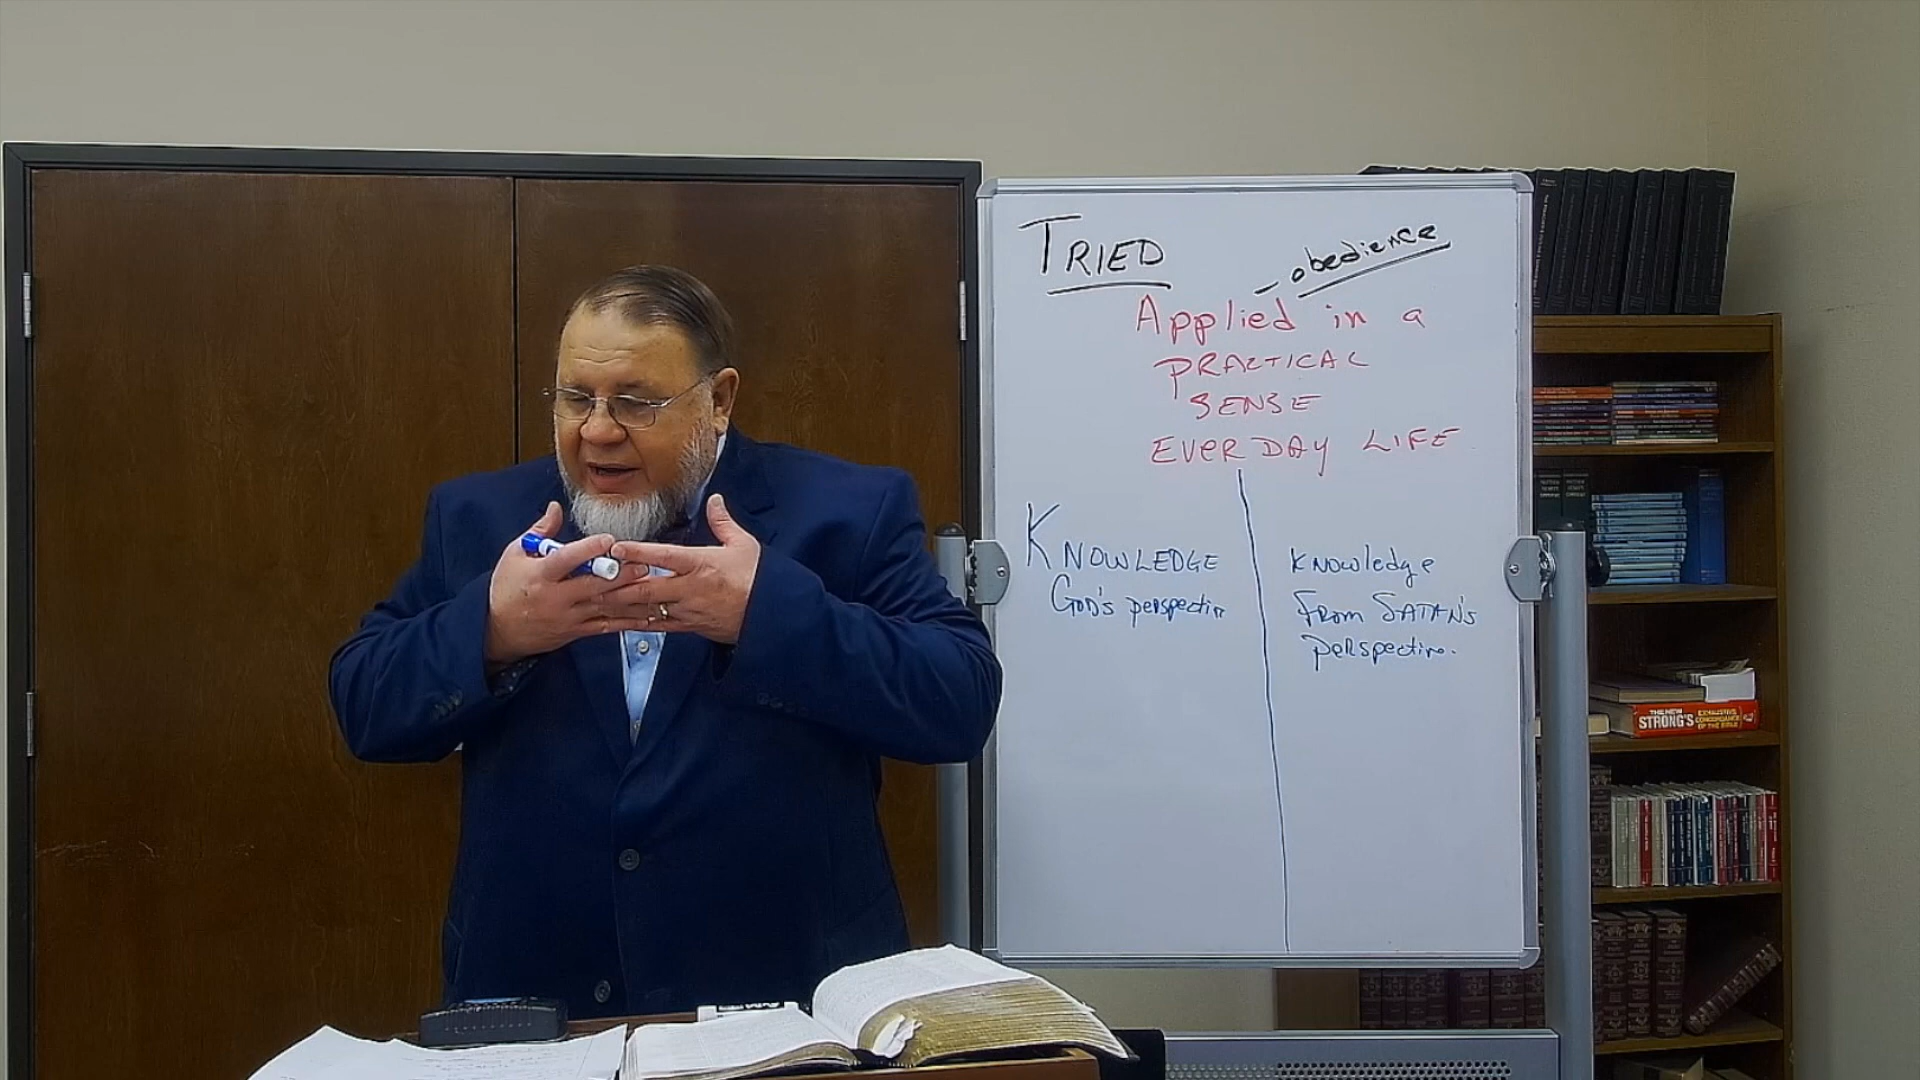 TRIED
- obedience
Applied in a
PRACTICAL
SENSE
EVERDAY LIFE
KNOWLEDGE
GOD'S perspective
Knowledge
From SATAN'S
perspective.
THE NEW
STRONG'S
EXHAUSTIVE
CONCORDANCE
OF THE BIBLE